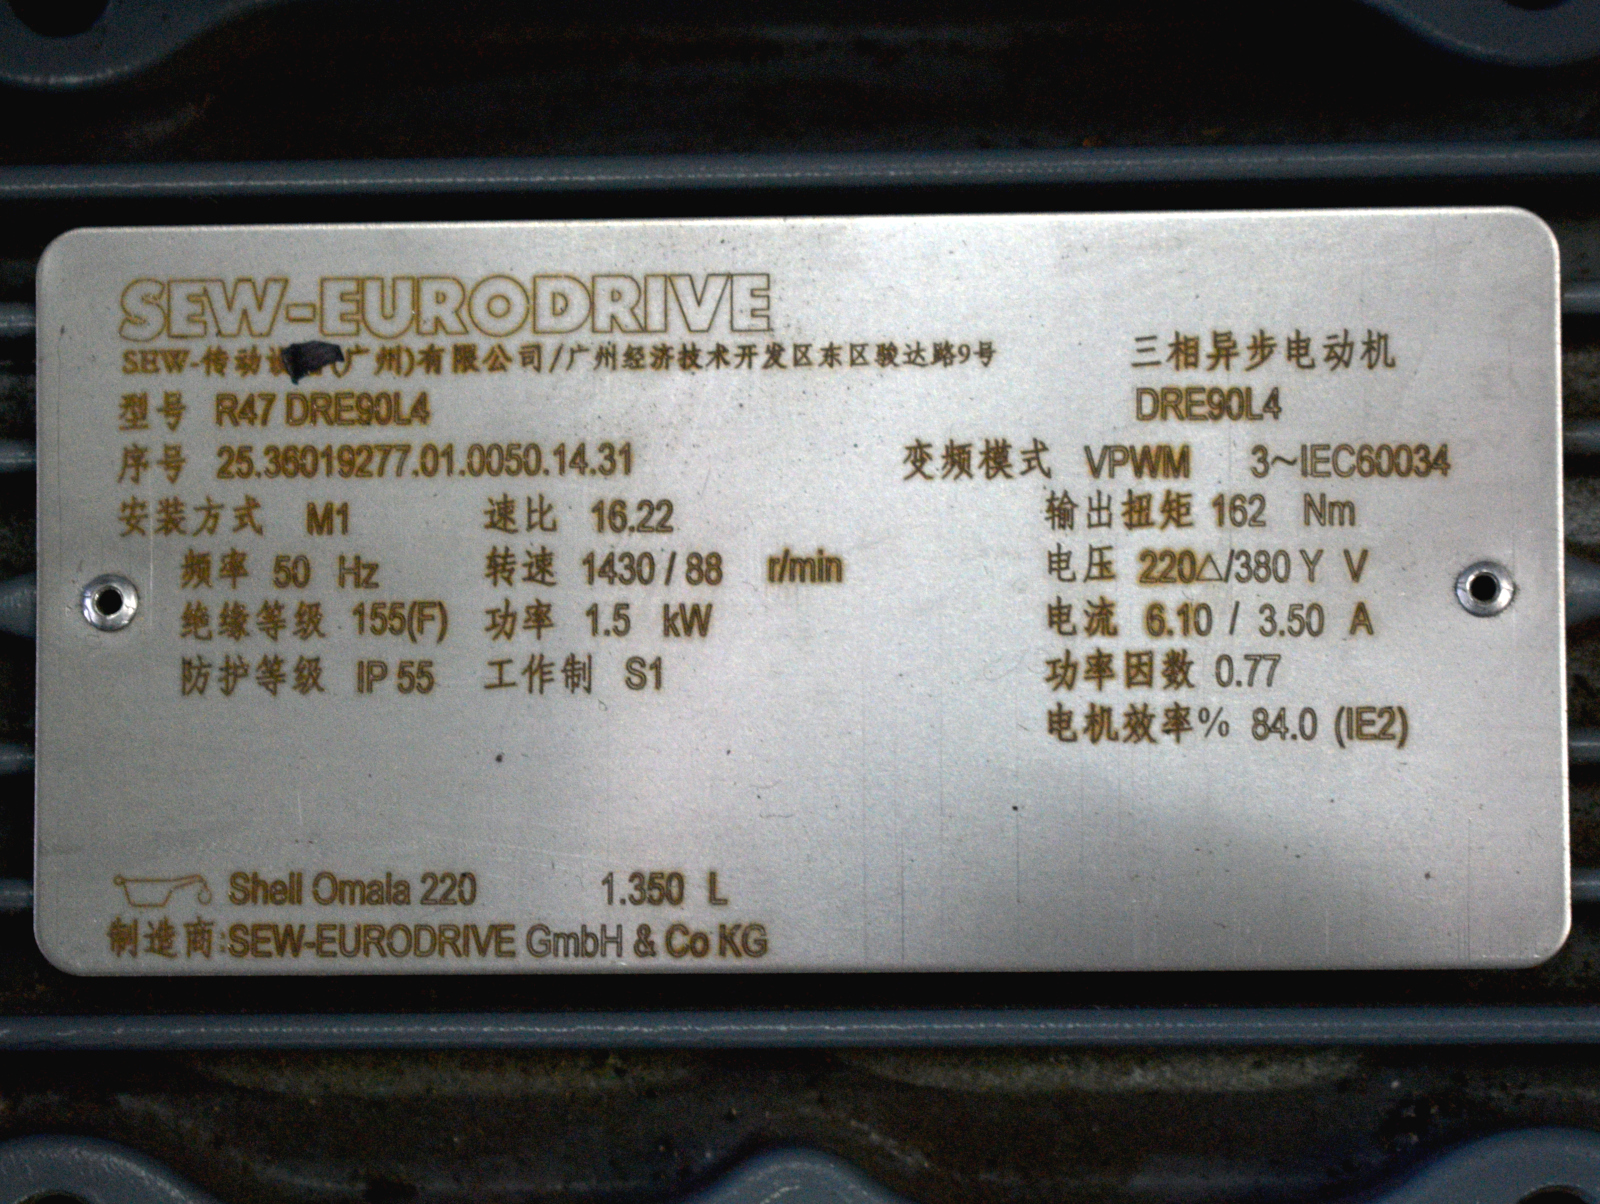 SEW-EURODRIVE
SEW-传动设(广州)有限公司/广州经济技术开发区东区骏达路9号
三相异步电动机
型号 R47 DRE90L4
DRE90L4
序号 25.36019277.01.0050.14.31
变频模式 VPWM 3~IEC60034
安装方式 M1 速比 16.22
输出扭矩 162 Nm
频率 50 Hz 转速 1430 / 88 r/min
电压 220△/380 Y V
绝缘等级 155(F) 功率 1.5 kW
电流 6.10 / 3.50 A
防护等级 IP 55 工作制 S1
功率因数 0.77
电机效率% 84.0 (IE2)
Shell Omala 220 1.350 L
制造商:SEW-EURODRIVE GmbH & Co KG